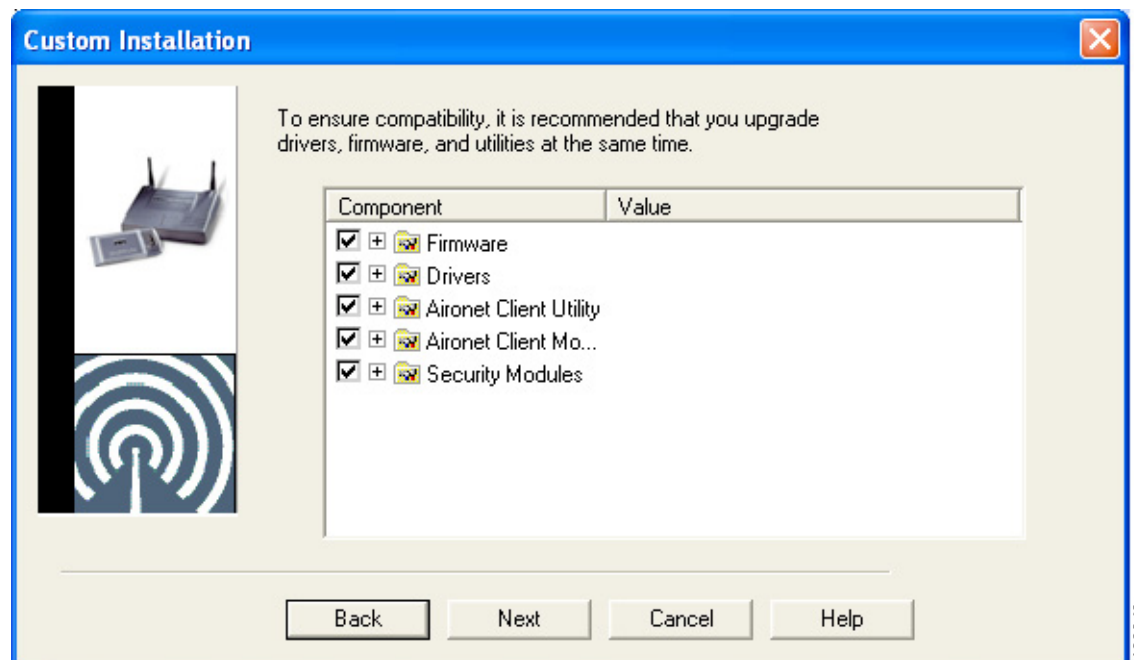 Custom Installation
To ensure compatibility, it is recommended that you upgrade
drivers, firmware, and utilities at the same time.
Component Value
Firmware
Drivers
Aironet Client Utility
Aironet Client Mo...
Security Modules
Back Next Cancel Help